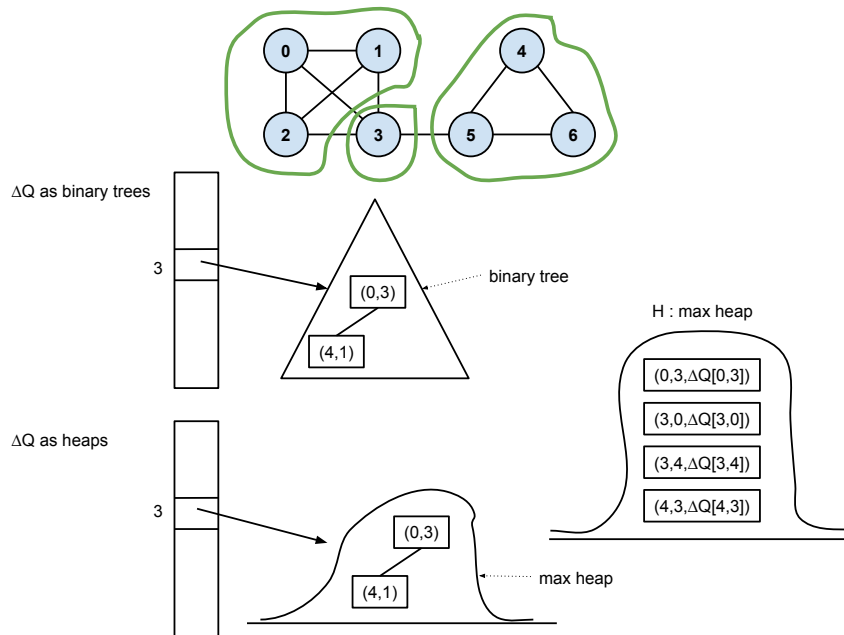 0
1
4
2
3
5
6
ΔQ as binary trees
3
(0,3)
binary tree
(4,1)
H : max heap
(0,3,ΔQ[0,3])
(3,0,ΔQ[3,0])
(3,4,ΔQ[3,4])
(4,3,ΔQ[4,3])
ΔQ as heaps
3
(0,3)
(4,1)
max heap